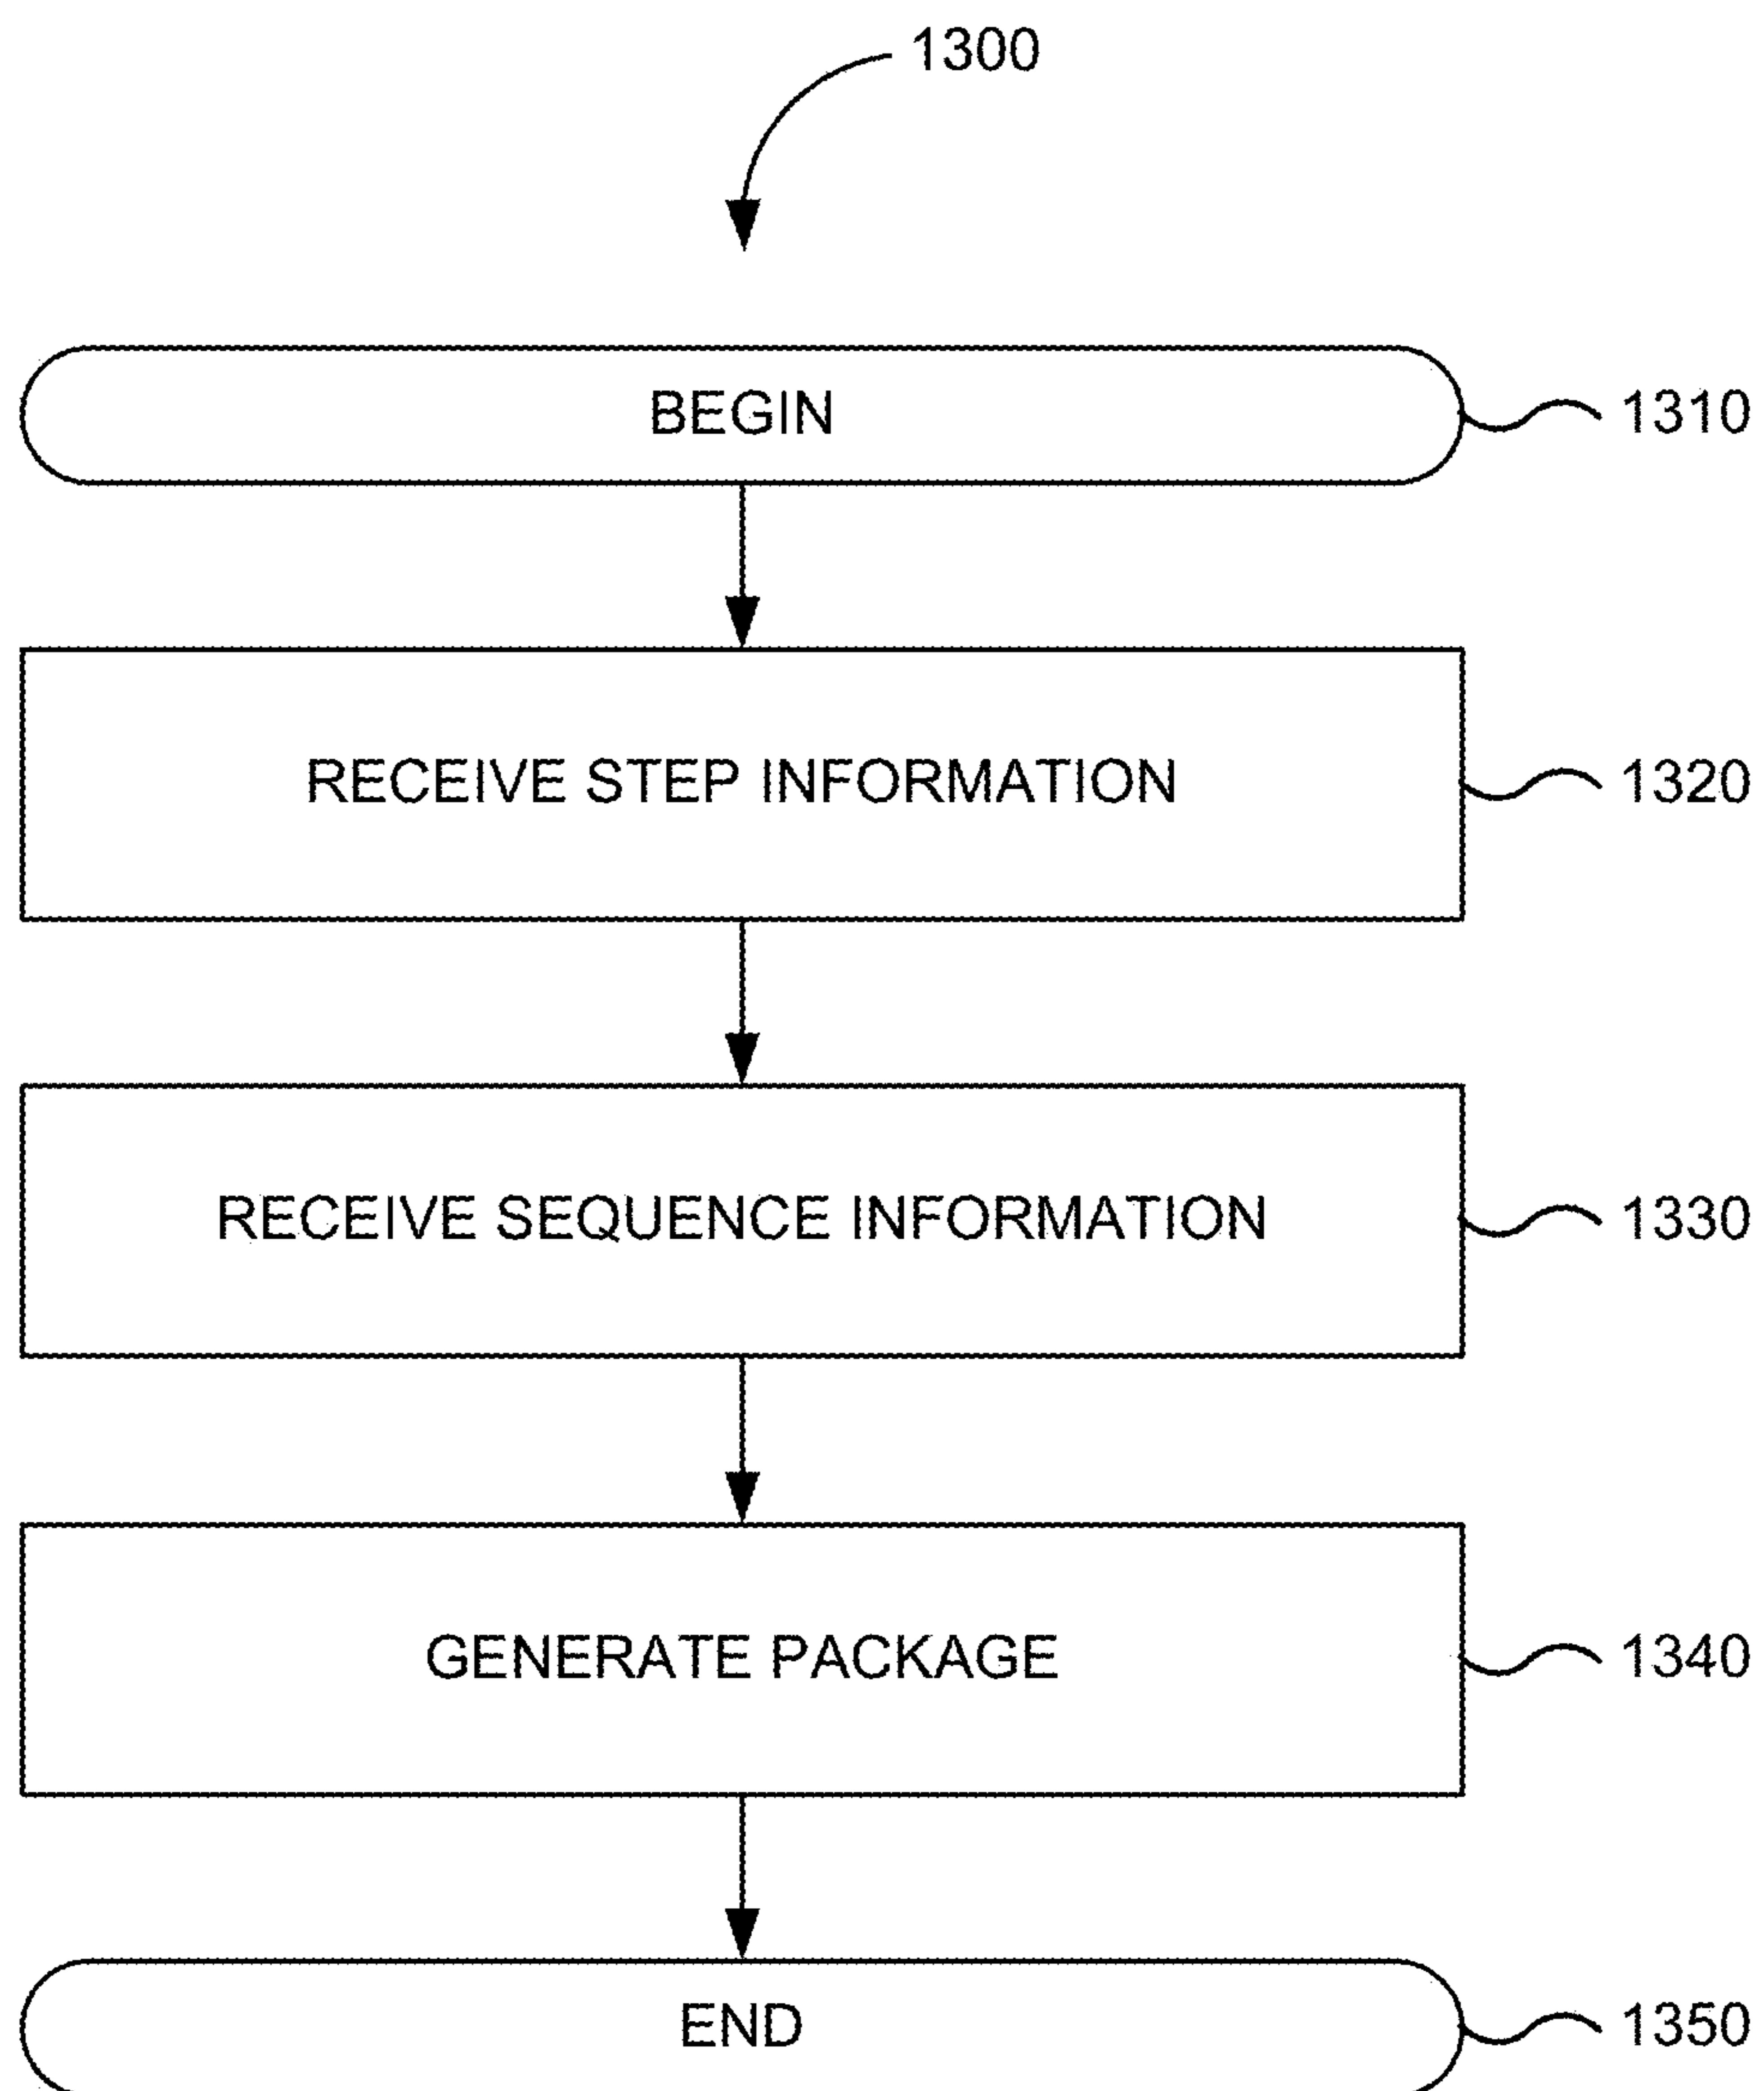 1300
BEGIN
1310
RECEIVE STEP INFORMATION
1320
RECEIVE SEQUENCE INFORMATION
1330
GENERATE PACKAGE
1340
END
1350